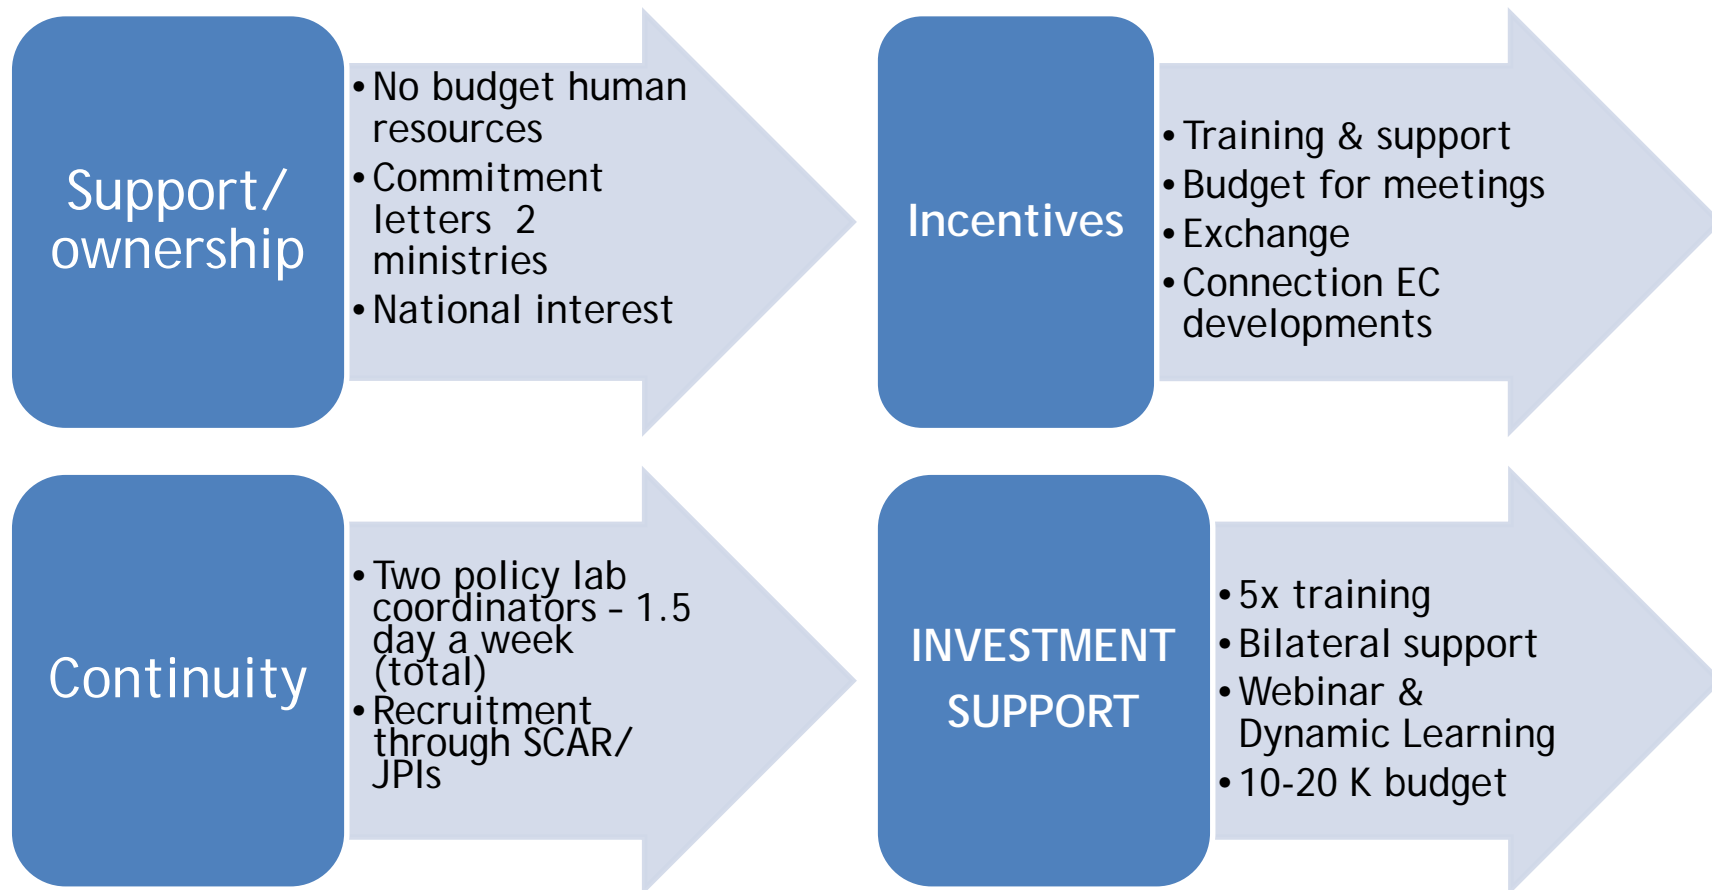 Support/
ownership
•No budget human
resources
•Commitment
letters 2
ministries
•National interest
Incentives
•Training & support
•Budget for meetings
•Exchange
•Connection EC
developments
Continuity
•Two policy lab
coordinators – 1.5
day a week
(total)
•Recruitment
through SCAR/
JPIs
INVESTMENT
SUPPORT
•5x training
•Bilateral support
•Webinar &
Dynamic Learning
•10-20 K budget